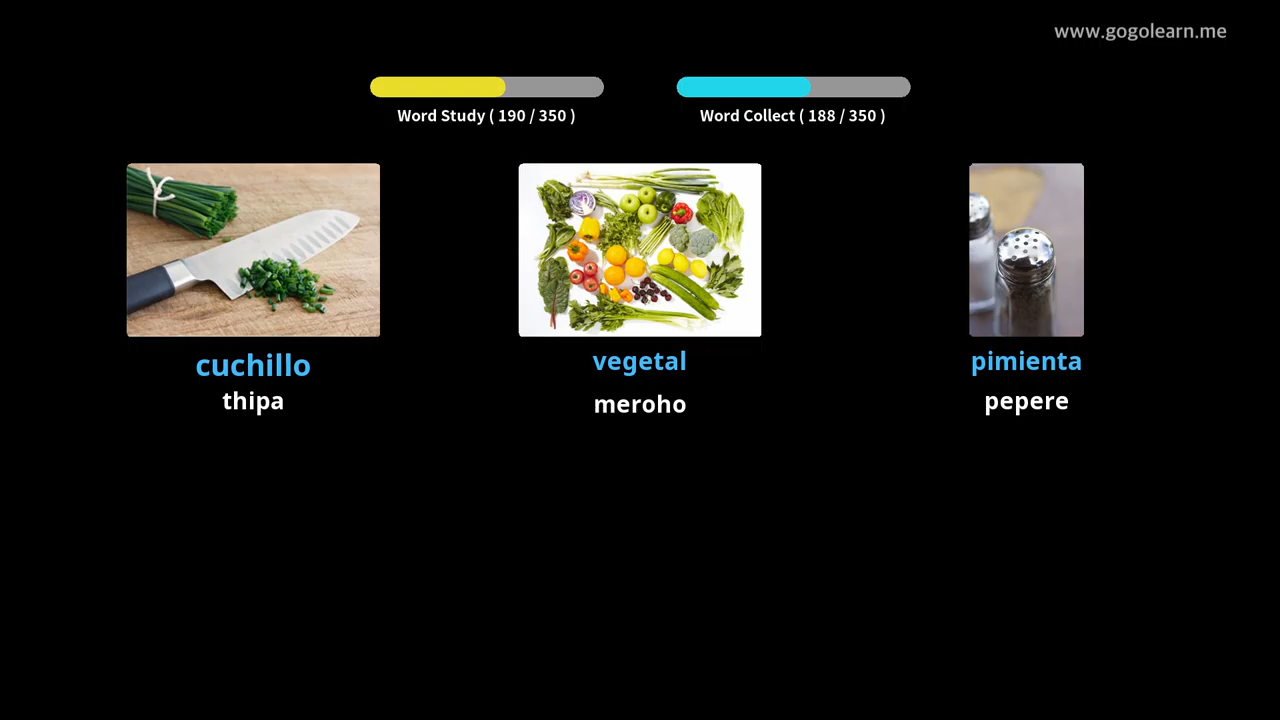 www.gogolearn.me
Word Study ( 190 / 350 )
Word Collect ( 188 / 350 )
cuchillo
thipa
vegetal
meroho
pimienta
pepere